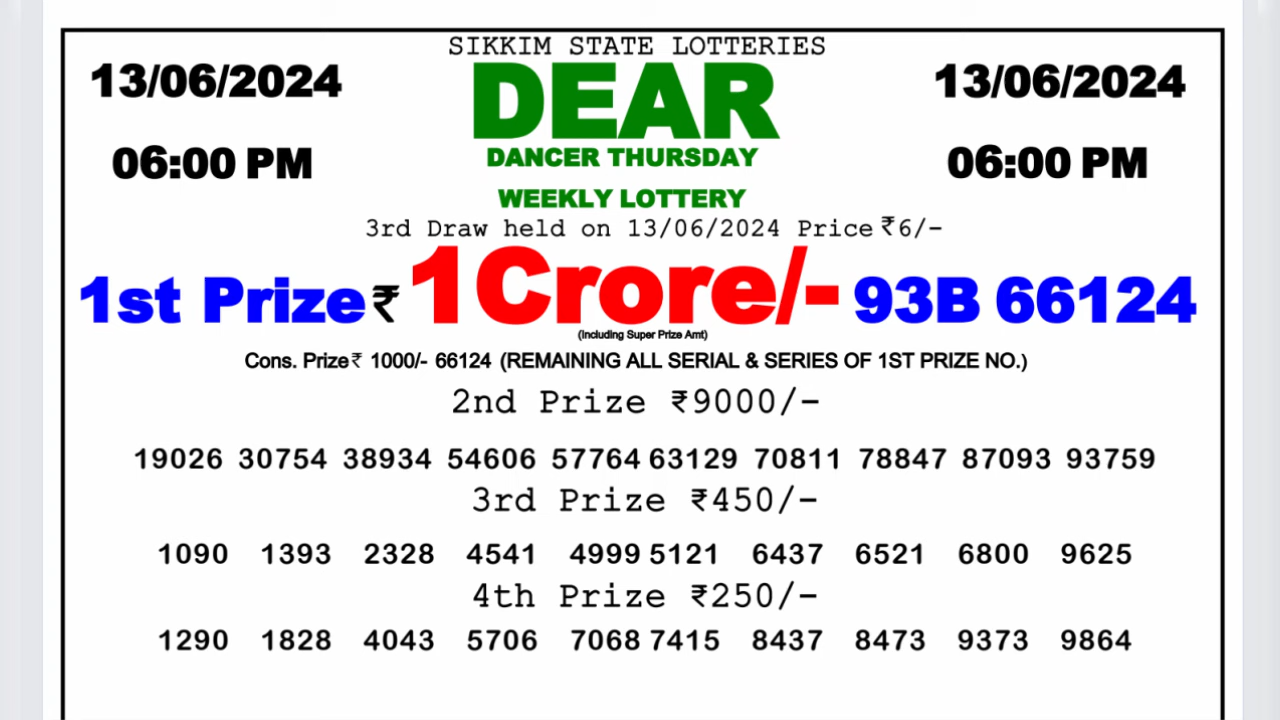 SIKKIM STATE LOTTERIES
13/06/2024 DEAR 13/06/2024
06:00 PM DANCER THURSDAY 06:00 PM
WEEKLY LOTTERY
3rd Draw held on 13/06/2024 Price ₹6/-
1st Prize ₹ 1Crore/- 93B 66124
(Including Super Prize Amt)
Cons. Prize ₹ 1000/- 66124 (REMAINING ALL SERIAL & SERIES OF 1ST PRIZE NO.)
2nd Prize ₹9000/-
19026 30754 38934 54606 57764 63129 70811 78847 87093 93759
3rd Prize ₹450/-
1090 1393 2328 4541 4999 5121 6437 6521 6800 9625
4th Prize ₹250/-
1290 1828 4043 5706 7068 7415 8437 8473 9373 9864